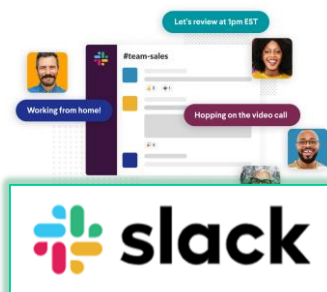 Let's review at 1pm EST
#team-sales
Working from home!
Hopping on the video call
slack